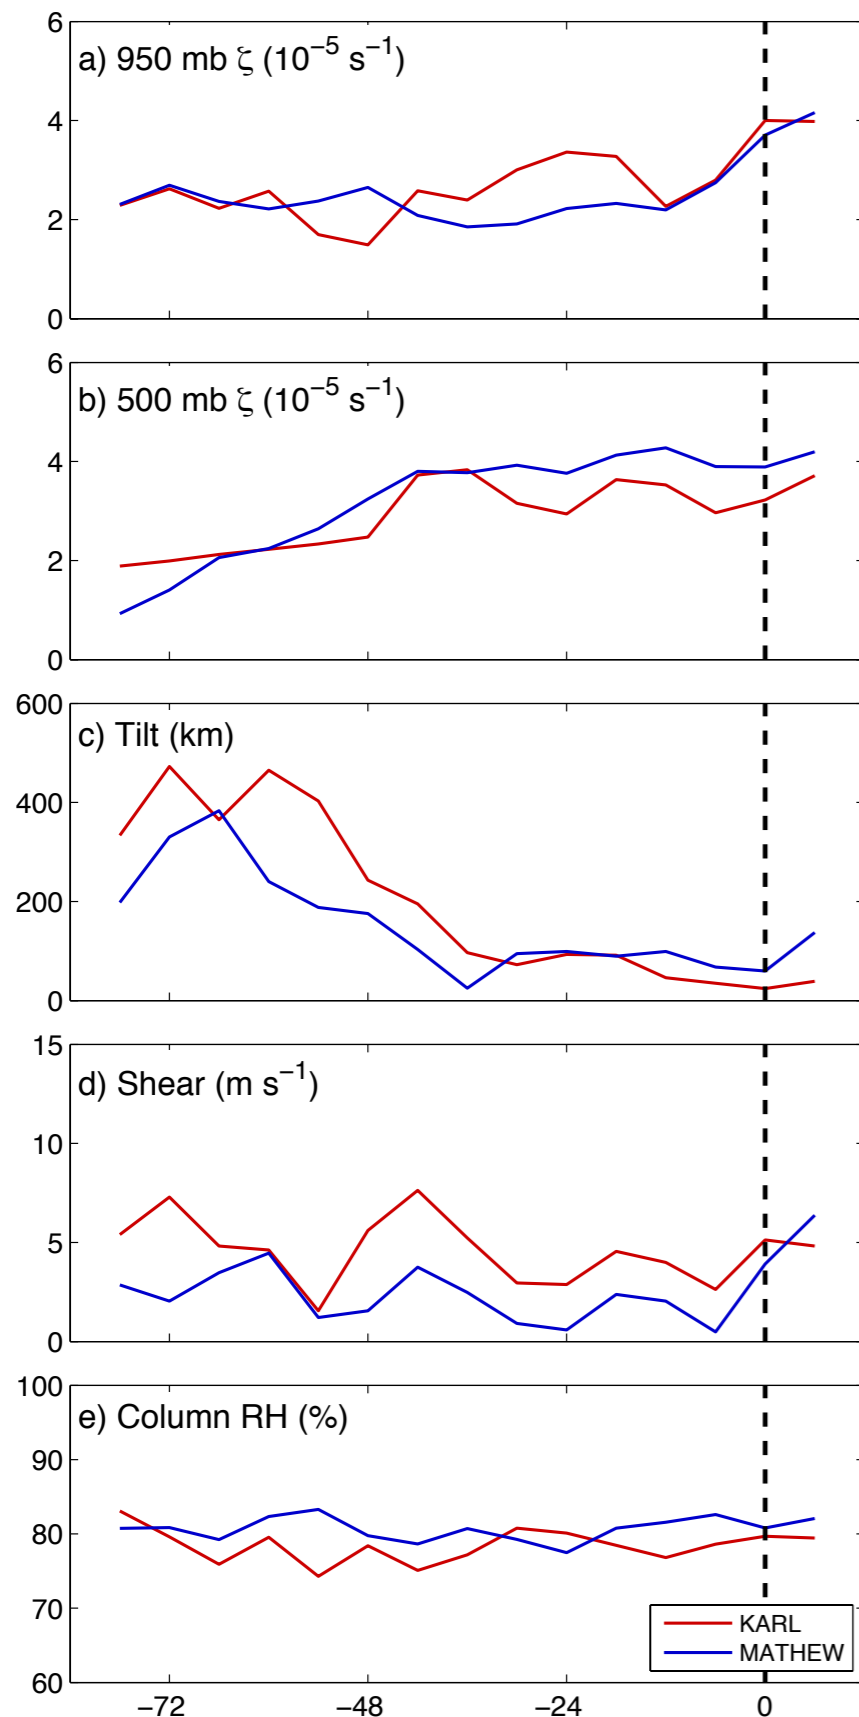 6
a) 950 mb ζ (10⁻⁵ s⁻¹)
4
2
0
6
b) 500 mb ζ (10⁻⁵ s⁻¹)
4
2
0
600
c) Tilt (km)
400
200
0
15
d) Shear (m s⁻¹)
10
5
0
100
e) Column RH (%)
90
80
70
KARL
MATHEW
60
−72 −48 −24 0